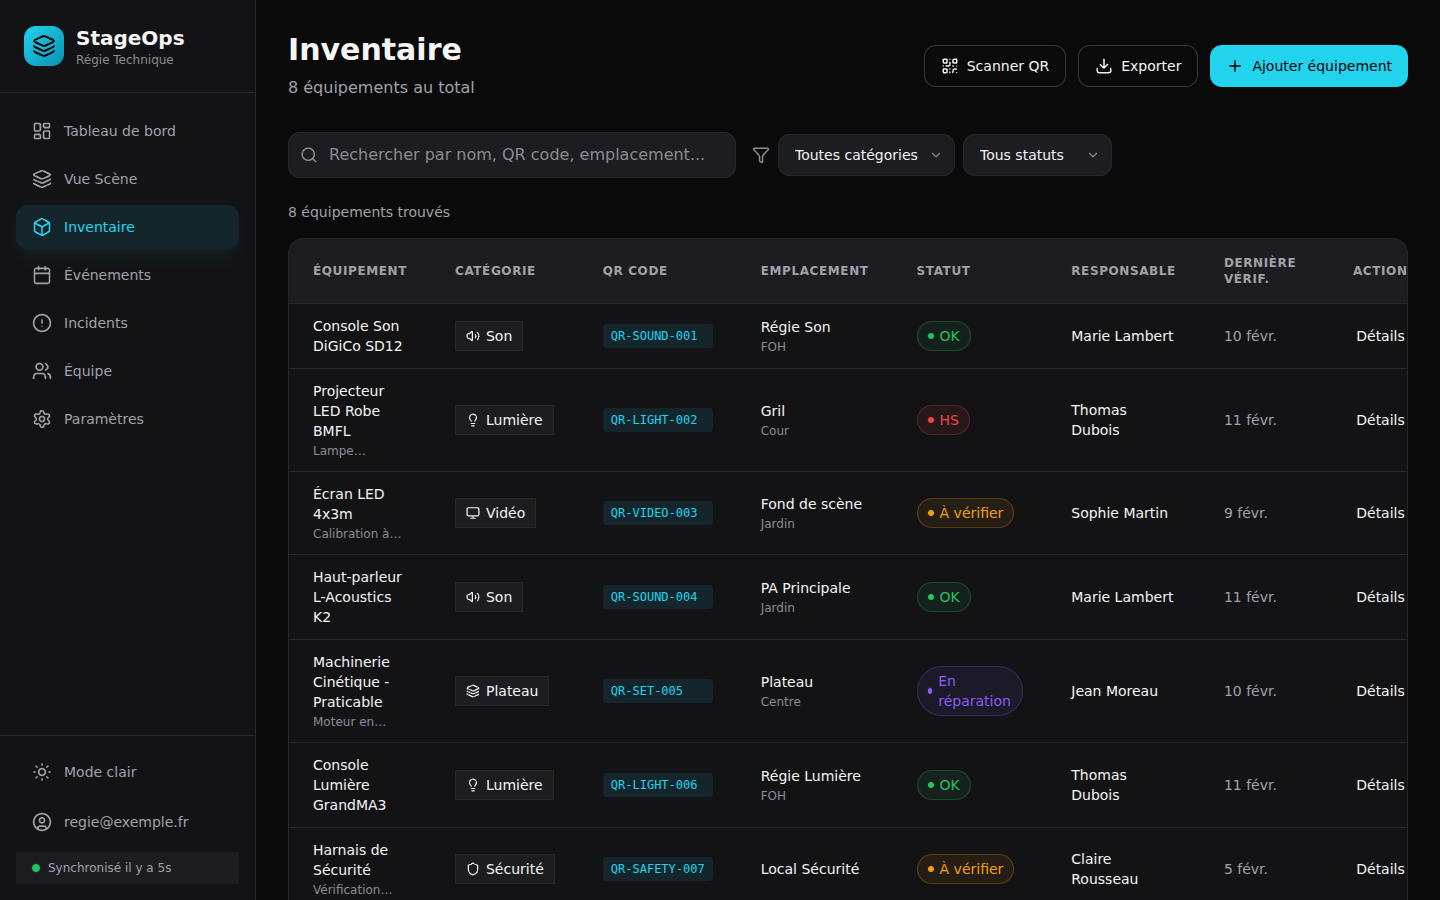 StageOps
Régie Technique
Tableau de bord
Vue Scène
Inventaire
Événements
Incidents
Équipe
Paramètres
Mode clair
regie@exemple.fr
Synchronisé il y a 5s
Inventaire
8 équipements au total
Scanner QR
Exporter
Ajouter équipement
Rechercher par nom, QR code, emplacement...
Toutes catégories
Tous statuts
8 équipements trouvés
ÉQUIPEMENT CATÉGORIE QR CODE EMPLACEMENT STATUT RESPONSABLE DERNIÈRE VÉRIF. ACTION
Console Son
DiGiCo SD12
Son
QR-SOUND-001
Régie Son
FOH
OK
Marie Lambert
10 févr.
Détails
Projecteur
LED Robe
BMFL
Lampe...
Lumière
QR-LIGHT-002
Gril
Cour
HS
Thomas
Dubois
11 févr.
Détails
Écran LED
4x3m
Calibration à...
Vidéo
QR-VIDEO-003
Fond de scène
Jardin
À vérifier
Sophie Martin
9 févr.
Détails
Haut-parleur
L-Acoustics
K2
Son
QR-SOUND-004
PA Principale
Jardin
OK
Marie Lambert
11 févr.
Détails
Machinerie
Cinétique -
Praticable
Moteur en...
Plateau
QR-SET-005
Plateau
Centre
En
réparation
Jean Moreau
10 févr.
Détails
Console
Lumière
GrandMA3
Lumière
QR-LIGHT-006
Régie Lumière
FOH
OK
Thomas
Dubois
11 févr.
Détails
Harnais de
Sécurité
Vérification...
Sécurité
QR-SAFETY-007
Local Sécurité
À vérifier
Claire
Rousseau
5 févr.
Détails